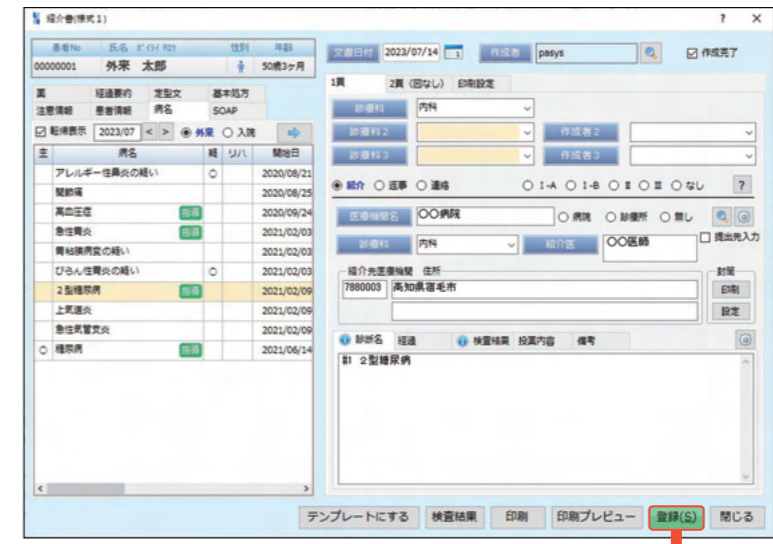 紹介書(様式1)
? ×
患者No 氏名 性別 年齢
00000001 外来 太郎 50歳3ヶ月
文書日付 2023/07/14 作成者 pasys 作成完了
薬 経過要約 定型文 基本処方
注意情報 患者情報 病名 SOAP
転帰表示 2023/07 < > 外来 入院
主 病名 疑 リハ 開始日
アレルギー性鼻炎の疑い ○ 2020/08/21
関節痛 2020/08/25
高血圧症 指導 2020/09/24
急性胃炎 指導 2021/02/03
胃粘膜病変の疑い 2021/02/03
びらん性胃炎の疑い ○ 2021/02/03
2型糖尿病 指導 2021/02/09
上気道炎 2021/02/09
急性気管支炎 2021/02/09
○ 糖尿病 指導 2021/06/14
< >
1頁 2頁(図なし) 印刷設定
診療科 内科
診療科2 作成者2
診療科3 作成者3
紹介 返事 連絡 I-A I-B II III なし ?
医療機関名 ○○病院 病院 診療所 無し
診療科 内科 紹介医 ○○医師 提出先入力
紹介先医療機関 住所 封筒
7880003 高知県宿毛市 印刷
設定
診断名 経過 検査結果 投薬内容 備考
#1 2型糖尿病
テンプレートにする 検査結果 印刷 印刷プレビュー 登録(S) 閉じる